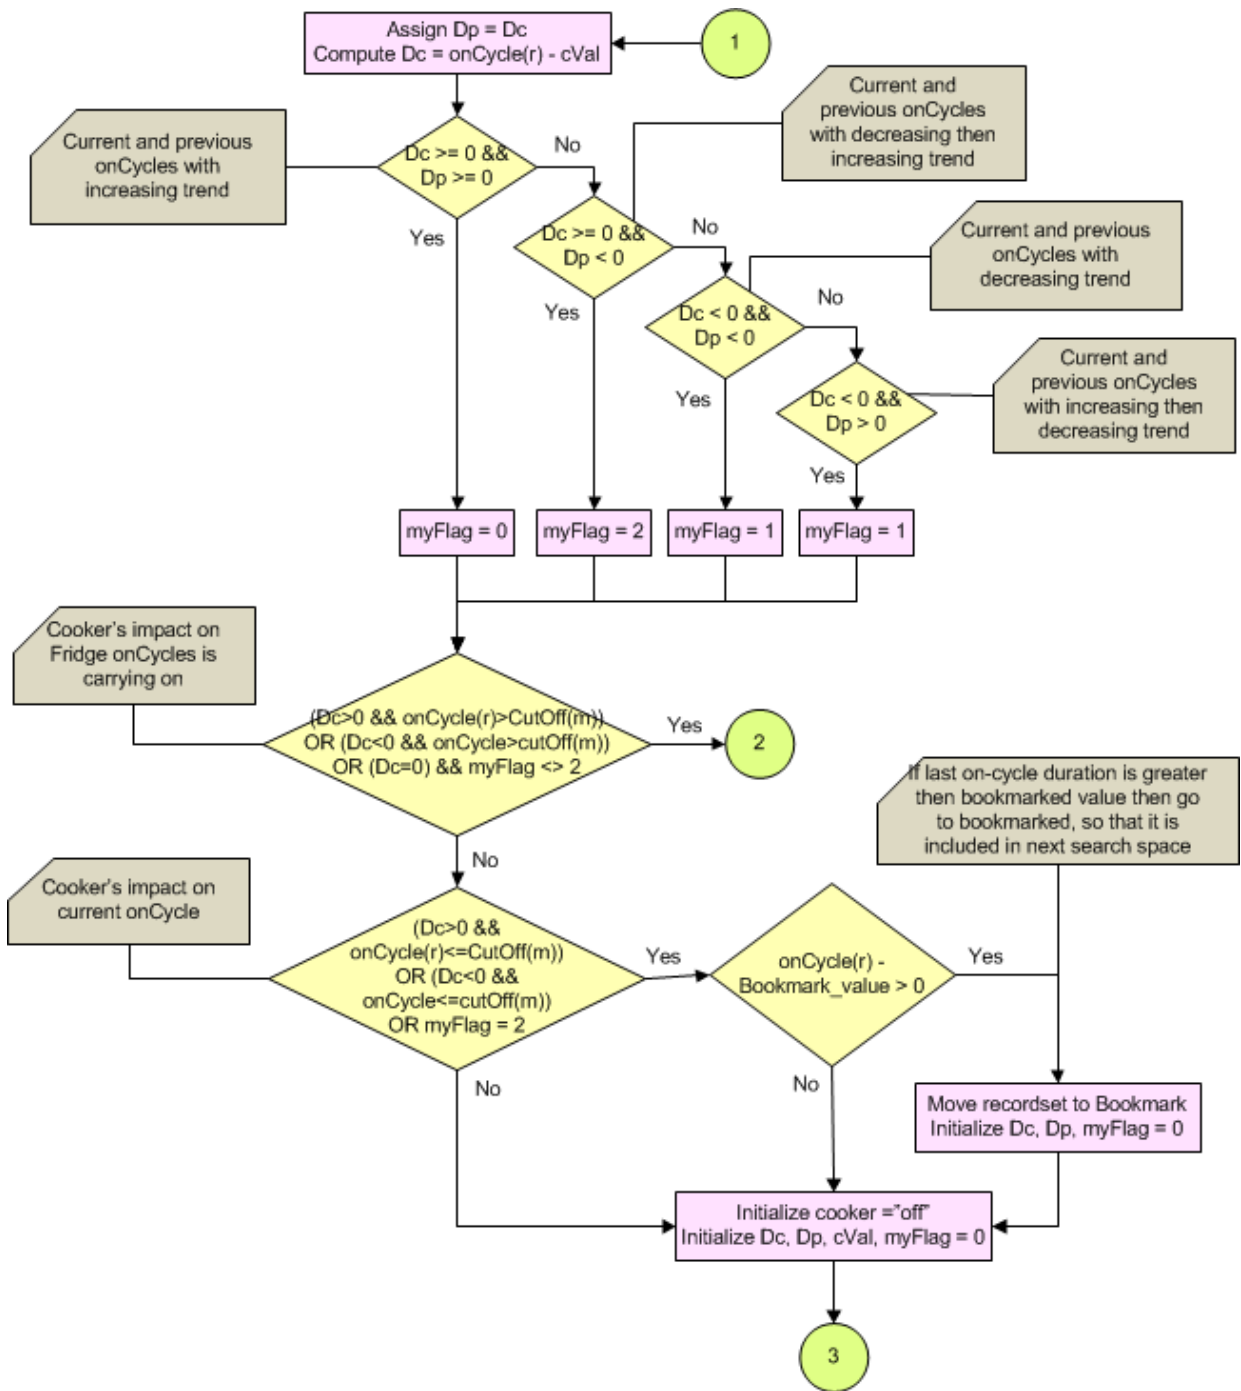 Assign Dp = Dc
Compute Dc = onCycle(r) - cVal
1
Current and previous
onCycles with
increasing trend
Dc >= 0 &&
Dp >= 0
No
Yes
Current and
previous onCycles
with decreasing then
increasing trend
Dc >= 0 &&
Dp < 0
No
Yes
Current and previous
onCycles with
decreasing trend
Dc < 0 &&
Dp < 0
No
Yes
Current and
previous onCycles
with increasing then
decreasing trend
Dc < 0 &&
Dp > 0
Yes
myFlag = 0
myFlag = 2
myFlag = 1
myFlag = 1
Cooker's impact on
Fridge onCycles is
carrying on
(Dc>0 && onCycle(r)>CutOff(m))
OR (Dc<0 && onCycle>cutOff(m))
OR (Dc=0) && myFlag <> 2
Yes
2
No
If last on-cycle duration is greater
then bookmarked value then go
to bookmarked, so that it is
included in next search space
Cooker's impact on
current onCycle
(Dc>0 &&
onCycle(r)<=CutOff(m))
OR (Dc<0 &&
onCycle<=cutOff(m))
OR myFlag = 2
Yes
No
onCycle(r) -
Bookmark_value > 0
Yes
No
Move recordset to Bookmark
Initialize Dc, Dp, myFlag = 0
Initialize cooker ="off"
Initialize Dc, Dp, cVal, myFlag = 0
3